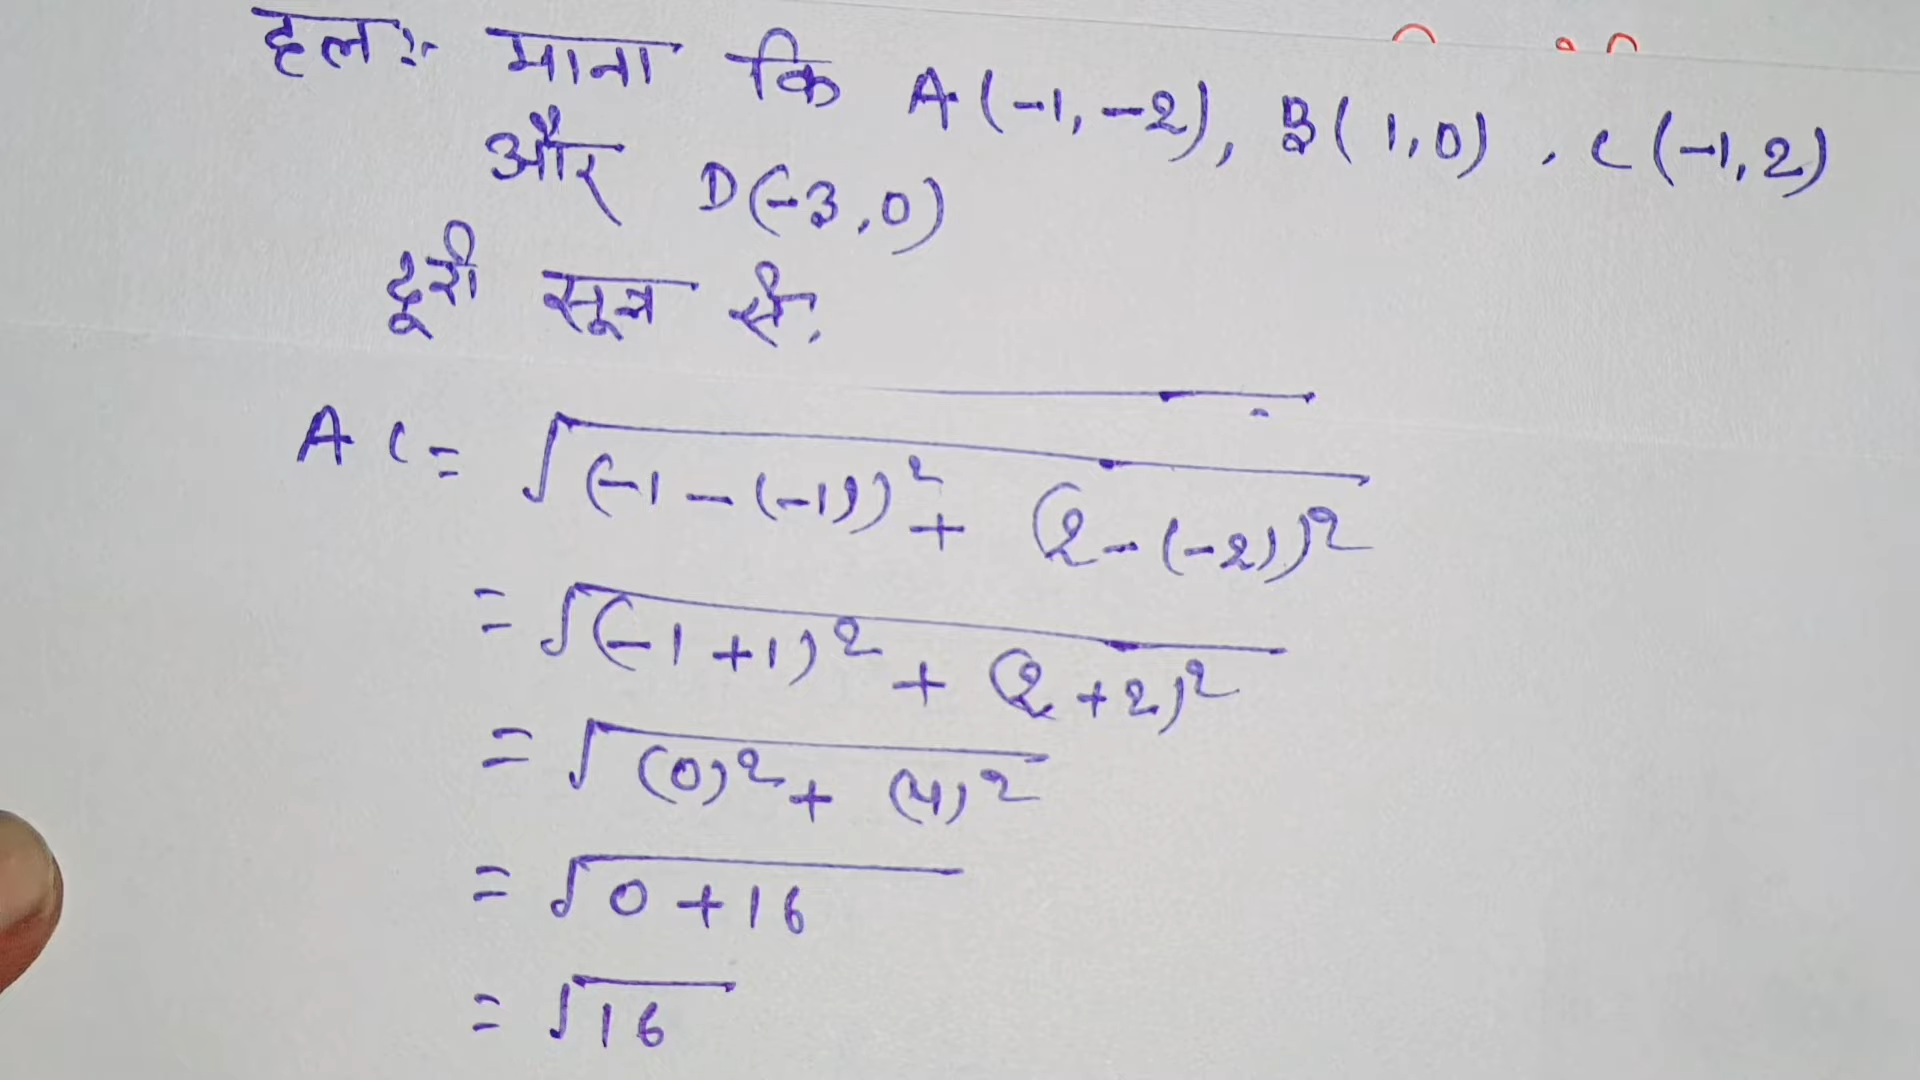 हल:- माना कि A(-1, -2), B(1,0), C(-1,2)
और D(-3,0)
दूरी सूत्र से,
AC = √(-1-(-1))² + (2-(-2))²
= √(-1+1)² + (2+2)²
= √(0)² + (4)²
= √0+16
= √16